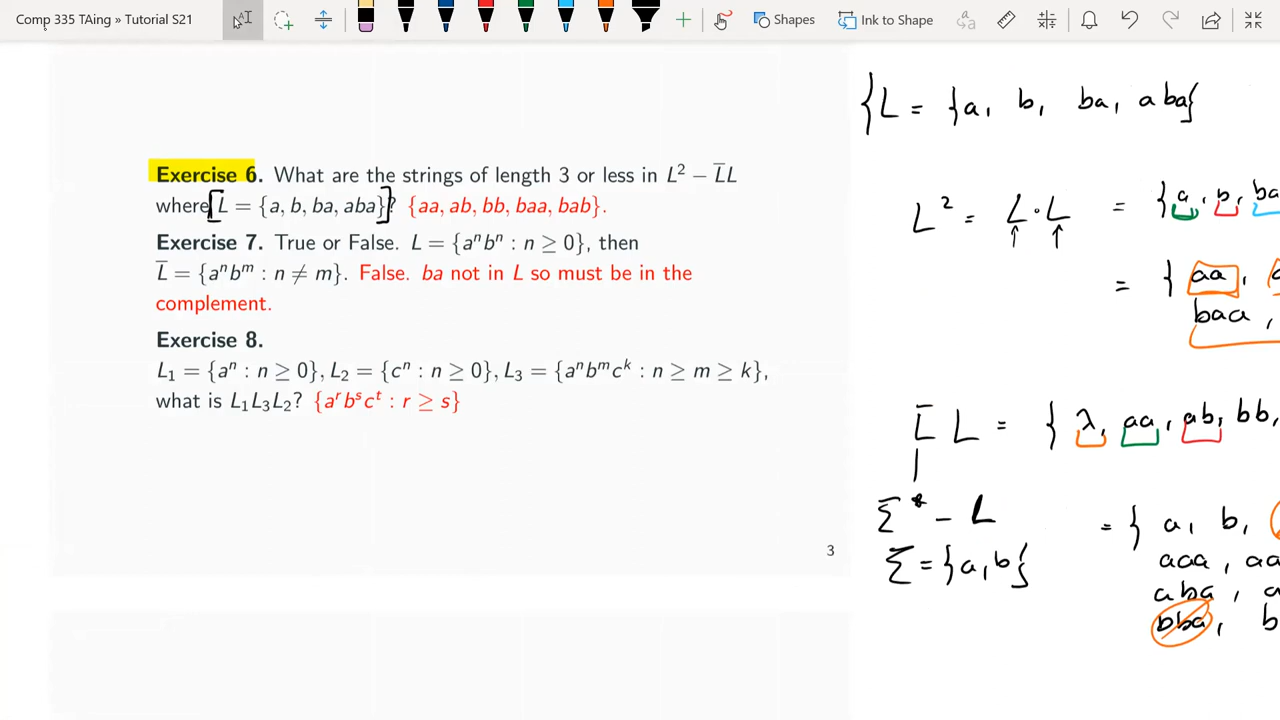 Comp 335 TAing » Tutorial S21
Shapes
Ink to Shape
Exercise 6. What are the strings of length 3 or less in L² − L̅L
where L = {a, b, ba, aba}? {aa, ab, bb, baa, bab}.
Exercise 7. True or False. L = {aⁿbⁿ : n ≥ 0}, then
L̅ = {aⁿbᵐ : n ≠ m}. False. ba not in L so must be in the
complement.
Exercise 8.
L₁ = {aⁿ : n ≥ 0}, L₂ = {cⁿ : n ≥ 0}, L₃ = {aⁿbᵐcᵏ : n ≥ m ≥ k},
what is L₁L₃L₂? {aʳbˢcᵗ : r ≥ s}
3
{L = {a, b, ba, aba}
L² = L·L = {a, b, ba
= { aa,
baa,
L̅ L = { λ, aa, ab, bb,
Σ* − L
= { a, b,
Σ = {a,b}
aaa, aa
aba, a
bba, b